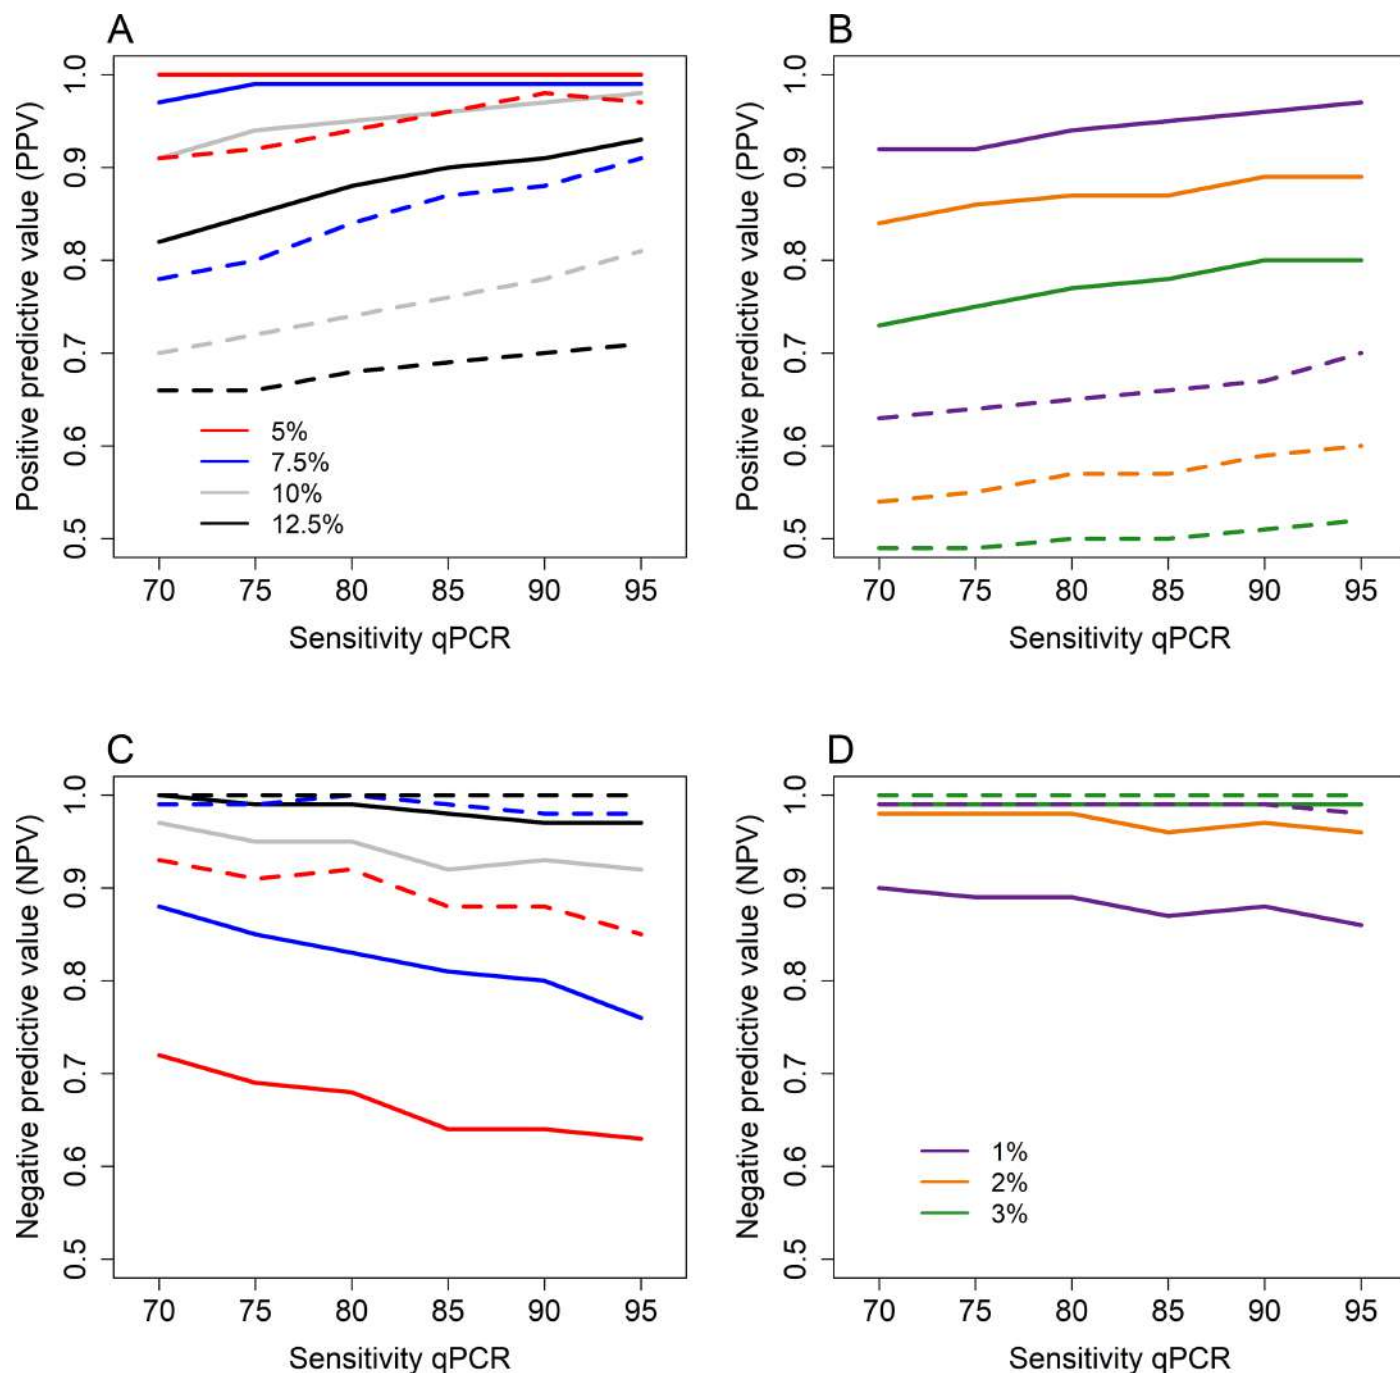 A
Positive predictive value (PPV)
1.0
0.9
0.8
0.7
0.6
0.5
5%
7.5%
10%
12.5%
70 75 80 85 90 95
Sensitivity qPCR
B
Positive predictive value (PPV)
1.0
0.9
0.8
0.7
0.6
0.5
70 75 80 85 90 95
Sensitivity qPCR
C
Negative predictive value (NPV)
1.0
0.9
0.8
0.7
0.6
0.5
70 75 80 85 90 95
Sensitivity qPCR
D
Negative predictive value (NPV)
1.0
0.9
0.8
0.7
0.6
0.5
1%
2%
3%
70 75 80 85 90 95
Sensitivity qPCR